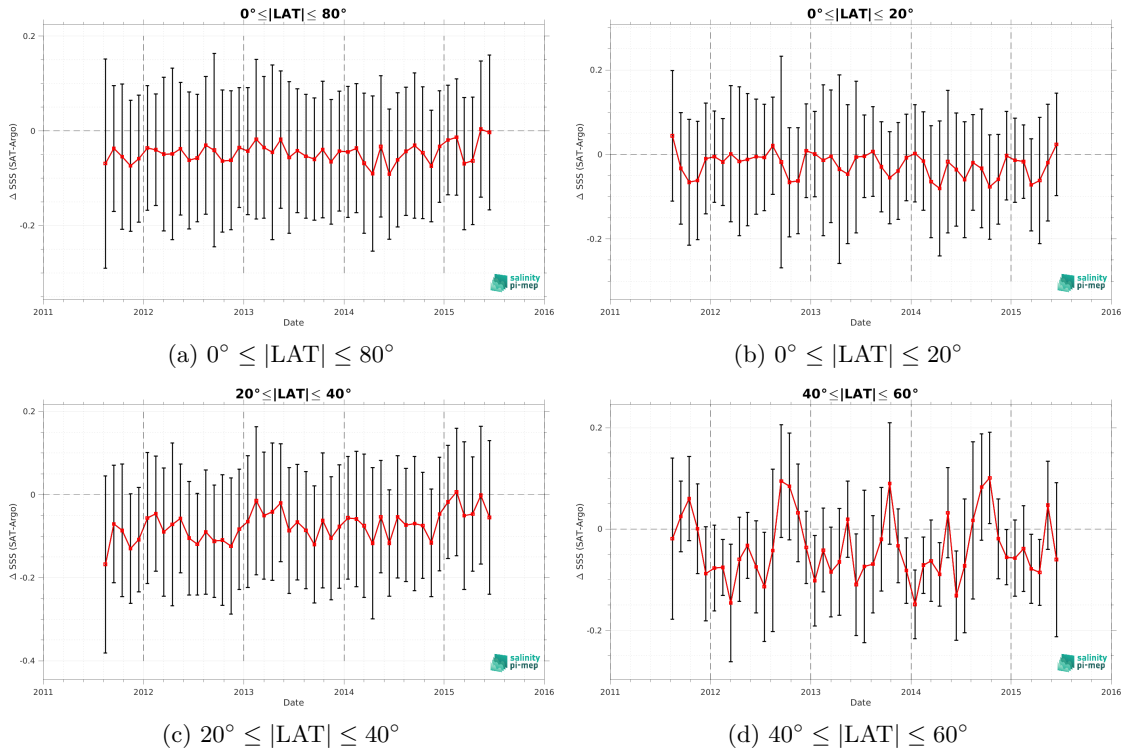 0°≤|LAT|≤ 80°
0.2
0
-0.2
Δ SSS (SAT-Argo)
2011 2012 2013 2014 2015 2016
Date
salinity
pi-mep
(a) 0° ≤ |LAT| ≤ 80°
0°≤|LAT|≤ 20°
0.2
0
-0.2
Δ SSS (SAT-Argo)
2011 2012 2013 2014 2015 2016
Date
salinity
pi-mep
(b) 0° ≤ |LAT| ≤ 20°
20°≤|LAT|≤ 40°
0.2
0
-0.2
-0.4
Δ SSS (SAT-Argo)
2011 2012 2013 2014 2015 2016
Date
salinity
pi-mep
(c) 20° ≤ |LAT| ≤ 40°
40°≤|LAT|≤ 60°
0.2
0
-0.2
Δ SSS (SAT-Argo)
2011 2012 2013 2014 2015 2016
Date
salinity
pi-mep
(d) 40° ≤ |LAT| ≤ 60°